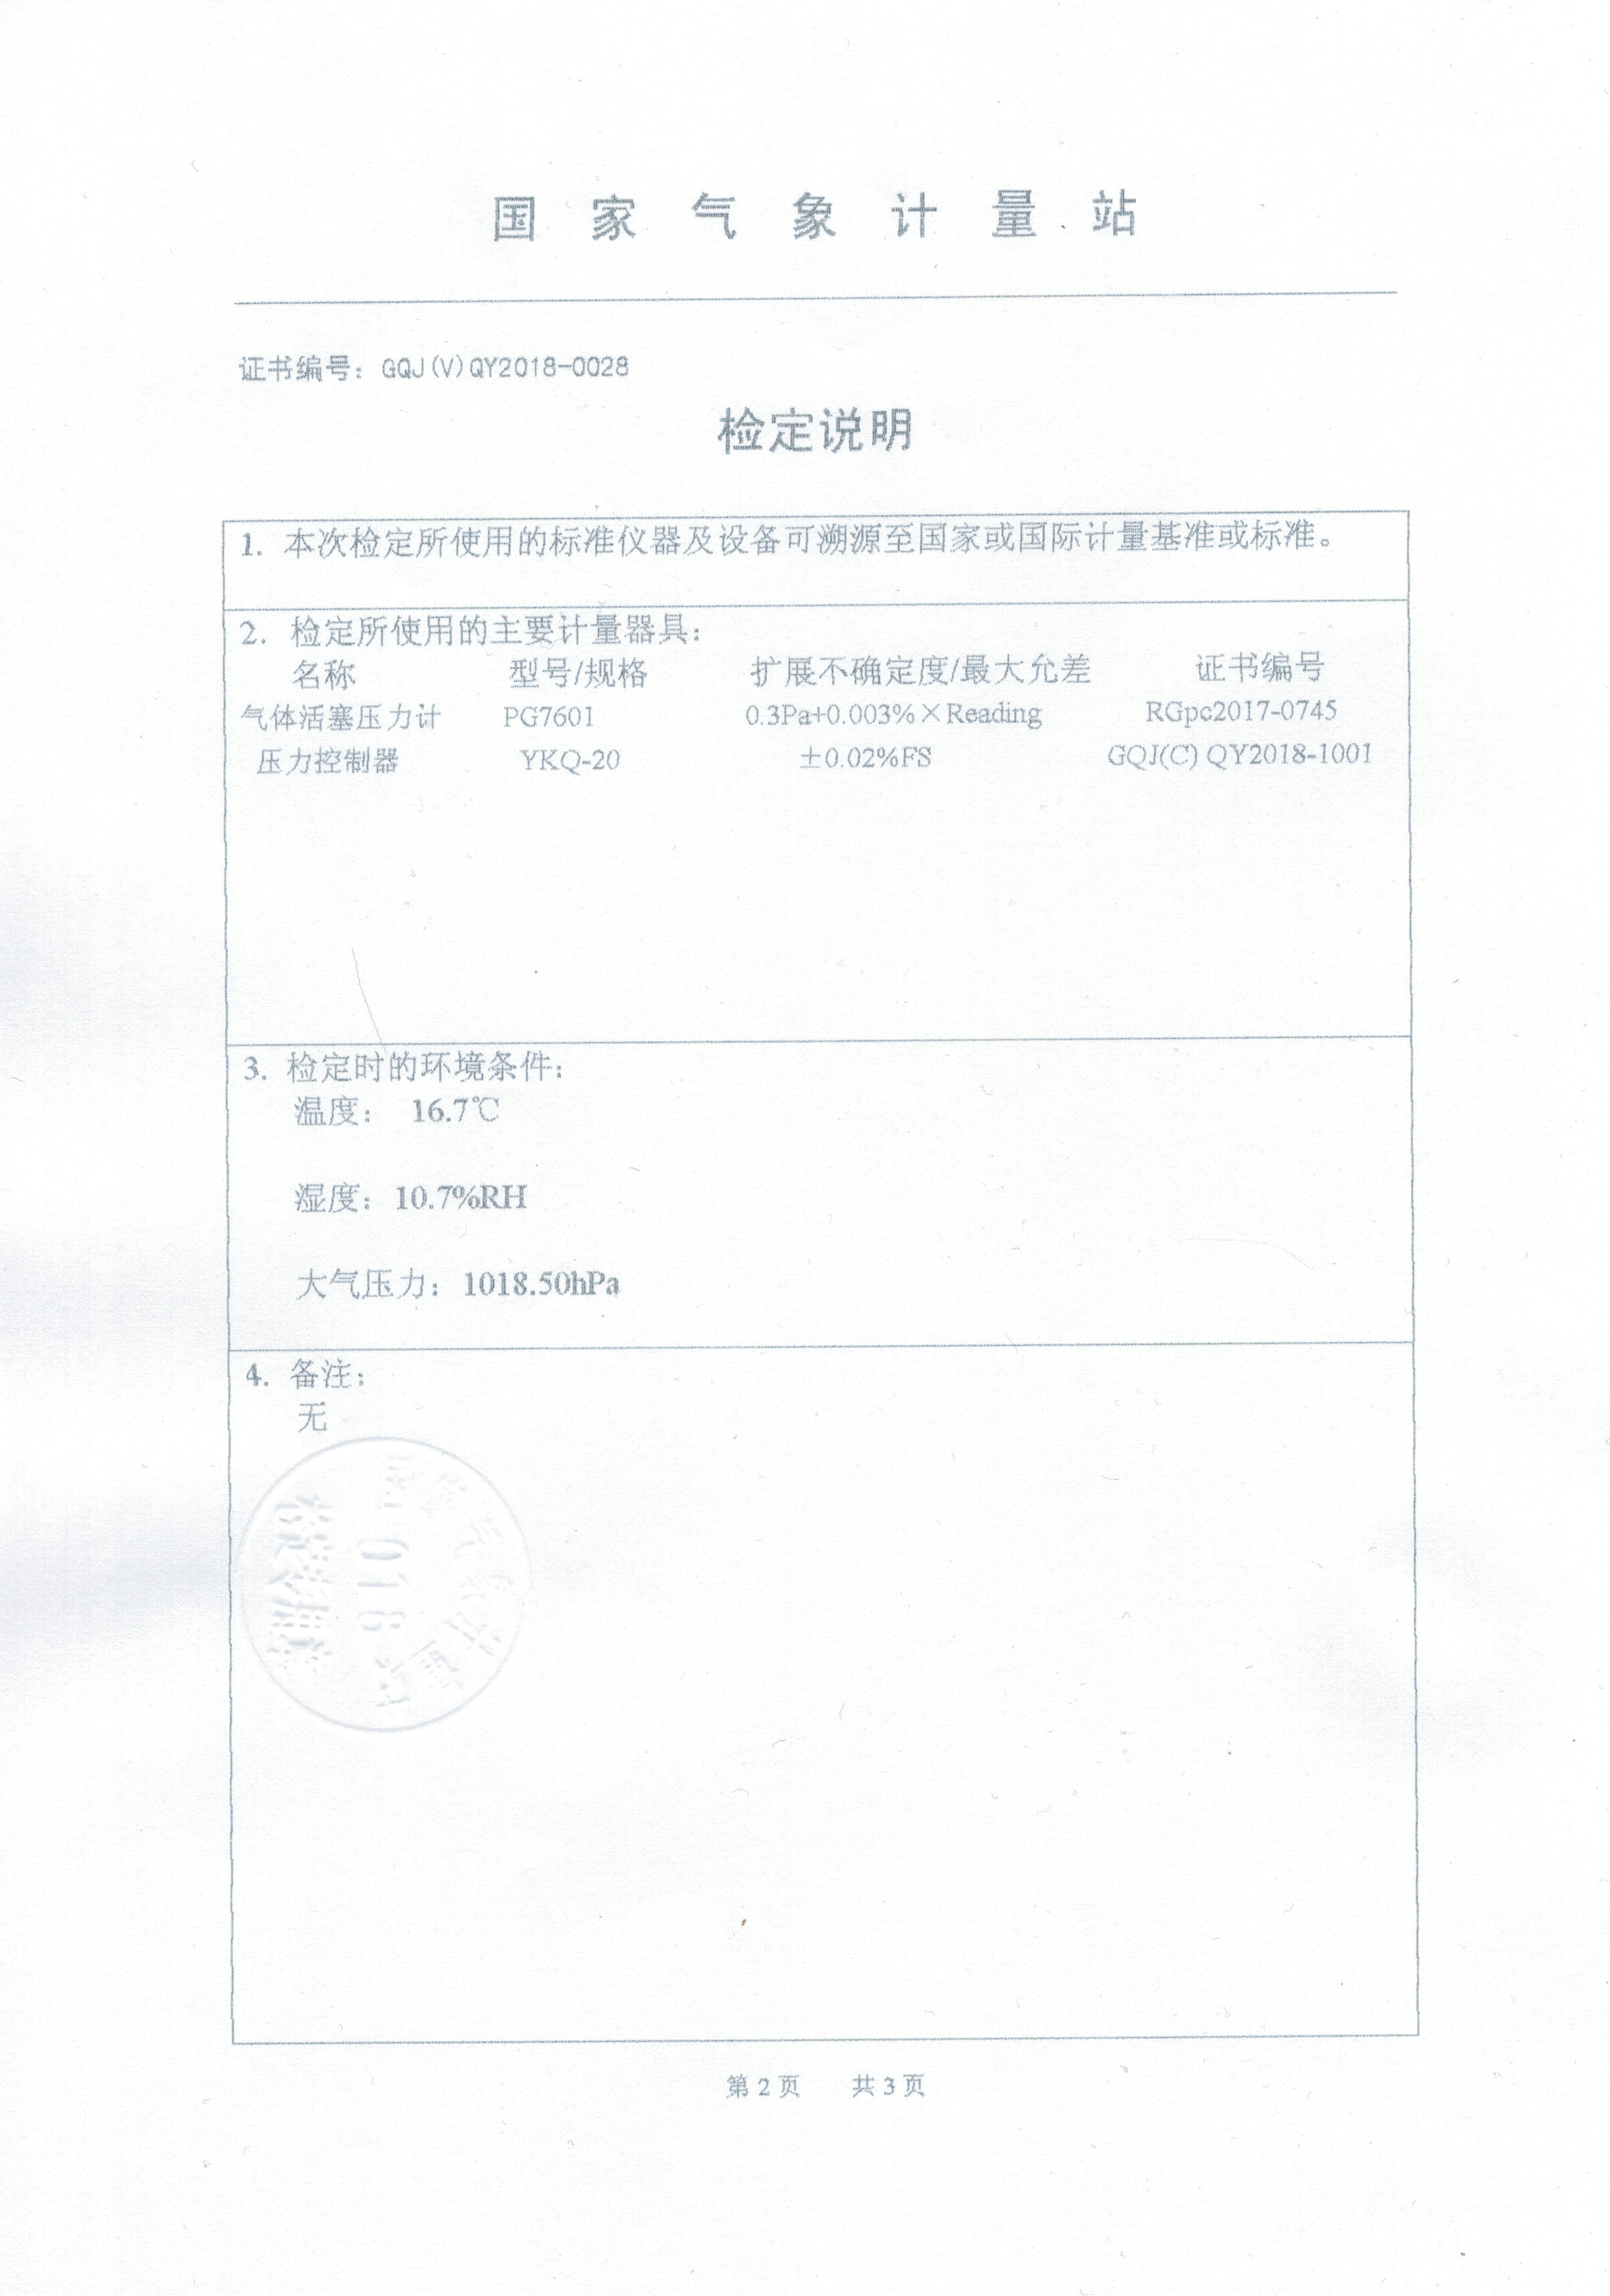 国家气象计量站
证书编号：GQJ(V)QY2018-0028
检定说明
1. 本次检定所使用的标准仪器及设备可溯源至国家或国际计量基准或标准。
2. 检定所使用的主要计量器具：
名称 型号/规格 扩展不确定度/最大允差 证书编号
气体活塞压力计 PG7601 0.3Pa+0.003%×Reading RGpc2017-0745
压力控制器 YKQ-20 ±0.02%FS GQJ(C) QY2018-1001
3. 检定时的环境条件：
温度： 16.7℃
湿度：10.7%RH
大气压力：1018.50hPa
4. 备注：
无
018
第 2 页 共 3 页